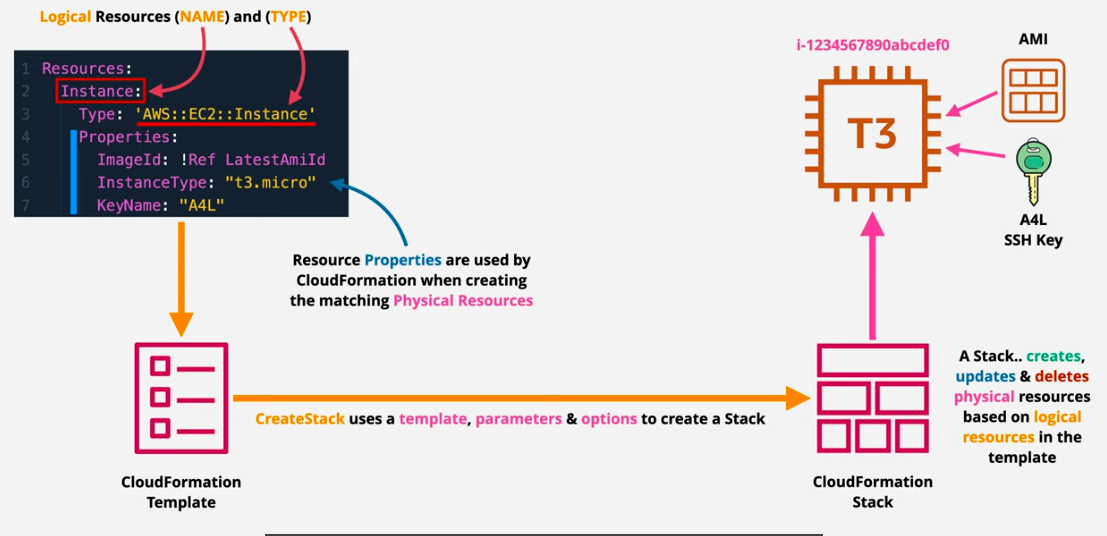 Logical Resources (NAME) and (TYPE)
1 Resources:
2 Instance:
3 Type: 'AWS::EC2::Instance'
4 Properties:
5 ImageId: !Ref LatestAmiId
6 InstanceType: "t3.micro"
7 KeyName: "A4L"
Resource Properties are used by
CloudFormation when creating
the matching Physical Resources
i-1234567890abcdef0
AMI
T3
A4L
SSH Key
CreateStack uses a template, parameters & options to create a Stack
CloudFormation
Template
CloudFormation
Stack
A Stack.. creates,
updates & deletes
physical resources
based on logical
resources in the
template